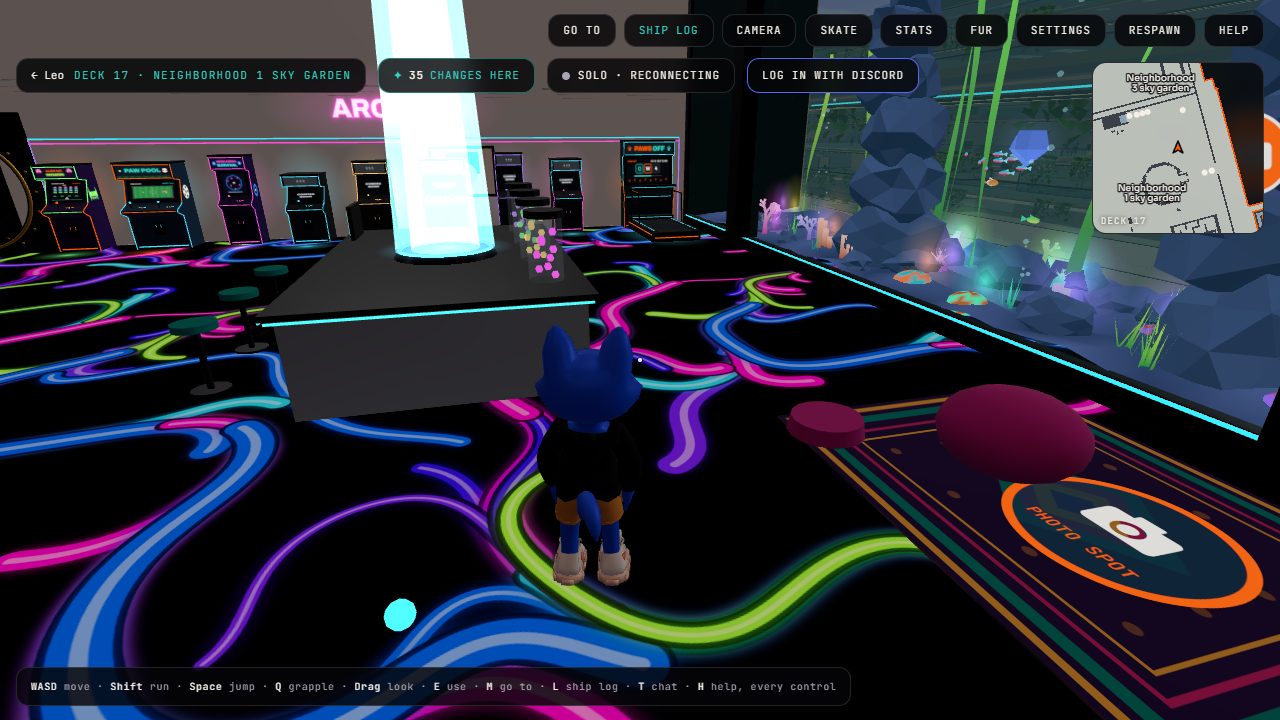 GO TO
SHIP LOG
CAMERA
SKATE
STATS
FUR
SETTINGS
RESPAWN
HELP
← Leo DECK 17 · NEIGHBORHOOD 1 SKY GARDEN
✦ 35 CHANGES HERE
SOLO · RECONNECTING
LOG IN WITH DISCORD
Neighborhood
3 sky garden
Neighborhood
1 sky garden
DECK 17
ARC
PAW POOL
PAWS OFF
PHOTO SPOT
WASD move · Shift run · Space jump · Q grapple · Drag look · E use · M go to · L ship log · T chat · H help, every control